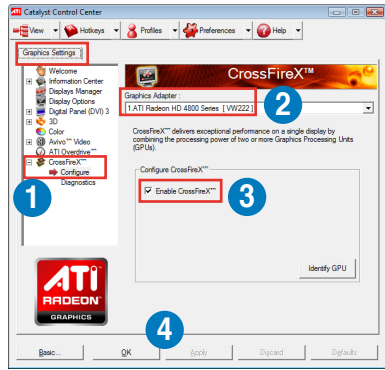 Catalyst Control Center
View Hotkeys Profiles Preferences Help
Graphics Settings
Welcome
Information Center
Displays Manager
Display Options
Digital Panel (DVI) 3
3D
Color
Avivo™ Video
ATI Overdrive™
CrossFireX™
Configure
Diagnostics
1
ATI
RADEON
GRAPHICS
CrossFireX™
Graphics Adapter :
1.ATI Radeon HD 4800 Series [ VW222 ]
2
CrossFireX™ delivers exceptional performance on a single display by
combining the processing power of two or more Graphics Processing Units
(GPUs).
Configure CrossFireX™
Enable CrossFireX™
3
Identify GPU
4
Basic... OK Apply Discard Defaults